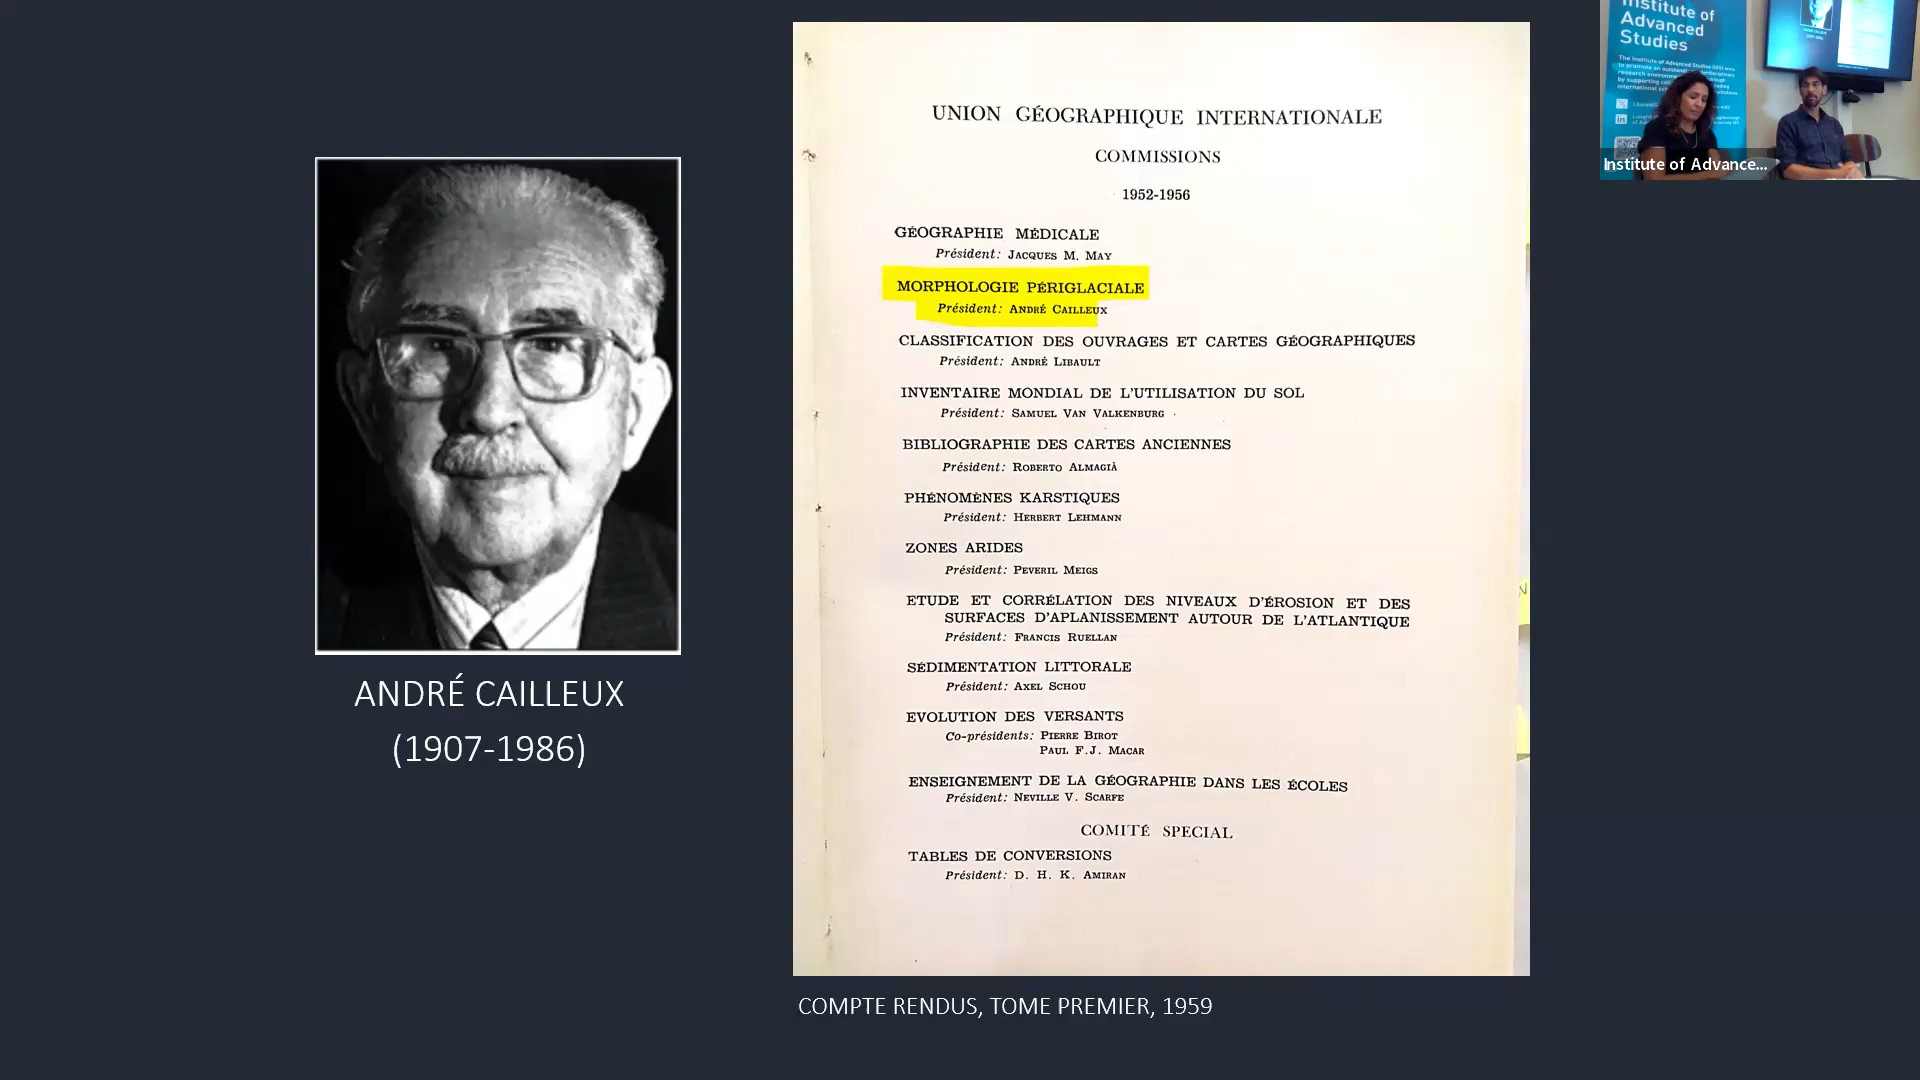 UNION GÉOGRAPHIQUE INTERNATIONALE
COMMISSIONS
1952-1956
GÉOGRAPHIE MÉDICALE
Président: JACQUES M. MAY
MORPHOLOGIE PÉRIGLACIALE
Président: ANDRÉ CAILLEUX
CLASSIFICATION DES OUVRAGES ET CARTES GÉOGRAPHIQUES
Président: ANDRÉ LIBAULT
INVENTAIRE MONDIAL DE L'UTILISATION DU SOL
Président: SAMUEL VAN VALKENBURG
BIBLIOGRAPHIE DES CARTES ANCIENNES
Président: ROBERTO ALMAGIÀ
PHÉNOMÈNES KARSTIQUES
Président: HERBERT LEHMANN
ZONES ARIDES
Président: PEVERIL MEIGS
ETUDE ET CORRÉLATION DES NIVEAUX D'ÉROSION ET DES
SURFACES D'APLANISSEMENT AUTOUR DE L'ATLANTIQUE
Président: FRANCIS RUELLAN
SÉDIMENTATION LITTORALE
Président: AXEL SCHOU
EVOLUTION DES VERSANTS
Co-présidents: PIERRE BIROT
PAUL F.J. MACAR
ENSEIGNEMENT DE LA GÉOGRAPHIE DANS LES ÉCOLES
Président: NEVILLE V. SCARFE
COMITÉ SPECIAL
TABLES DE CONVERSIONS
Président: D. H. K. AMIRAN
ANDRÉ CAILLEUX
(1907-1986)
COMPTE RENDUS, TOME PREMIER, 1959
Institute of
Advanced
Studies
Institute of Advance...